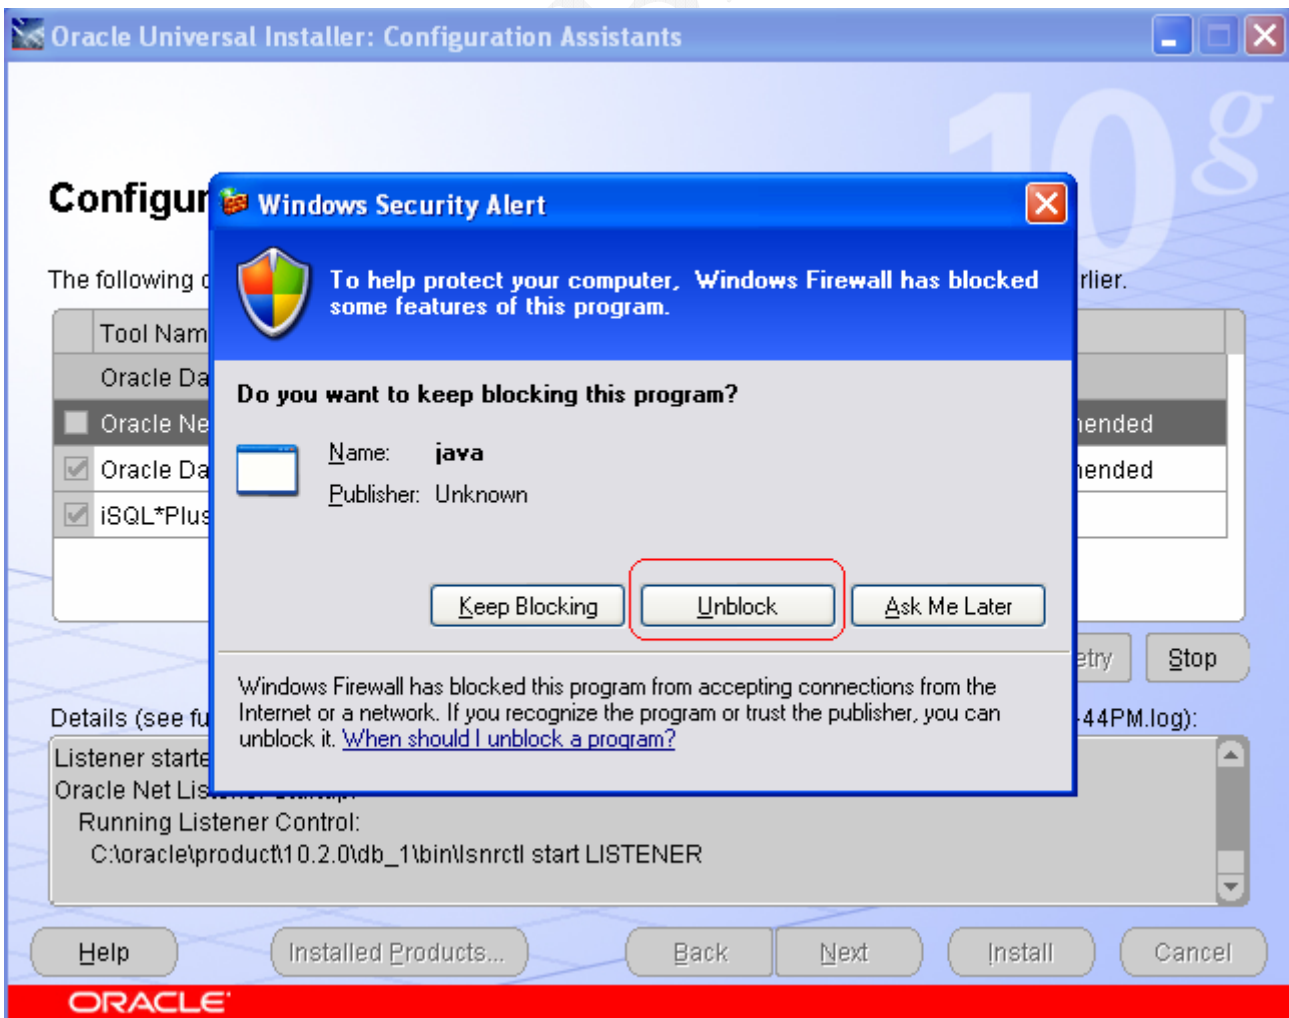 Oracle Universal Installer: Configuration Assistants
10g
Configur
Windows Security Alert
To help protect your computer, Windows Firewall has blocked
some features of this program.
The following
rlier.
Tool Nam
Oracle Da
Do you want to keep blocking this program?
Oracle Ne
nended
Name: java
Oracle Da
nended
Publisher: Unknown
iSQL*Plus
Keep Blocking
Unblock
Ask Me Later
etry
Stop
Windows Firewall has blocked this program from accepting connections from the
Internet or a network. If you recognize the program or trust the publisher, you can
unblock it. When should I unblock a program?
Details (see fu
-44PM.log):
Listener starte
Oracle Net Lis
Running Listener Control:
C:\oracle\product\10.2.0\db_1\bin\lsnrctl start LISTENER
Help
Installed Products...
Back
Next
Install
Cancel
ORACLE